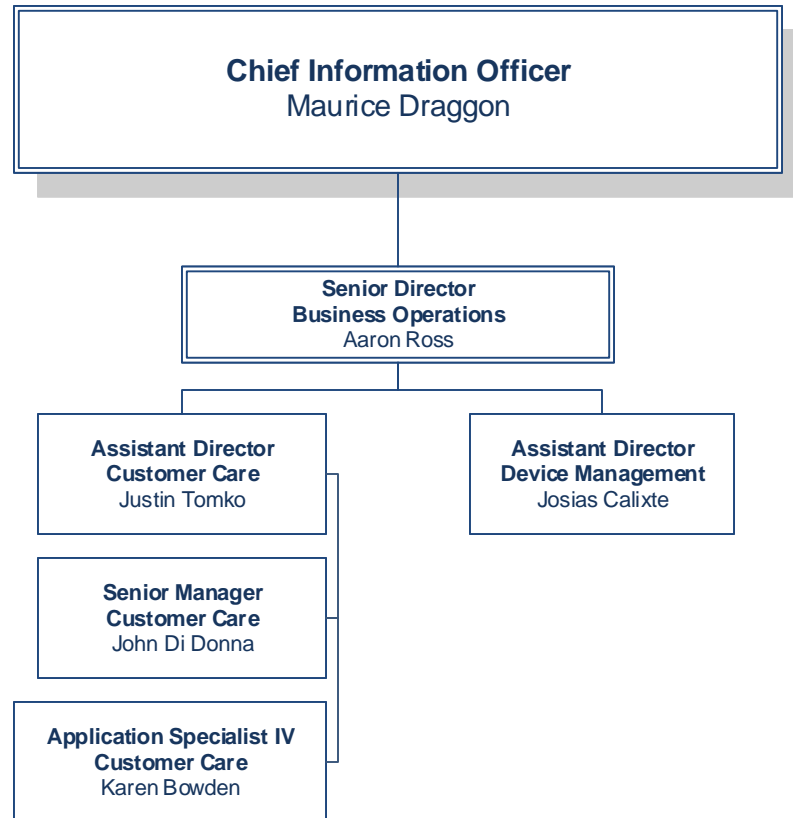 Chief Information Officer
Maurice Draggon
Senior Director
Business Operations
Aaron Ross
Assistant Director
Customer Care
Justin Tomko
Assistant Director
Device Management
Josias Calixte
Senior Manager
Customer Care
John Di Donna
Application Specialist IV
Customer Care
Karen Bowden